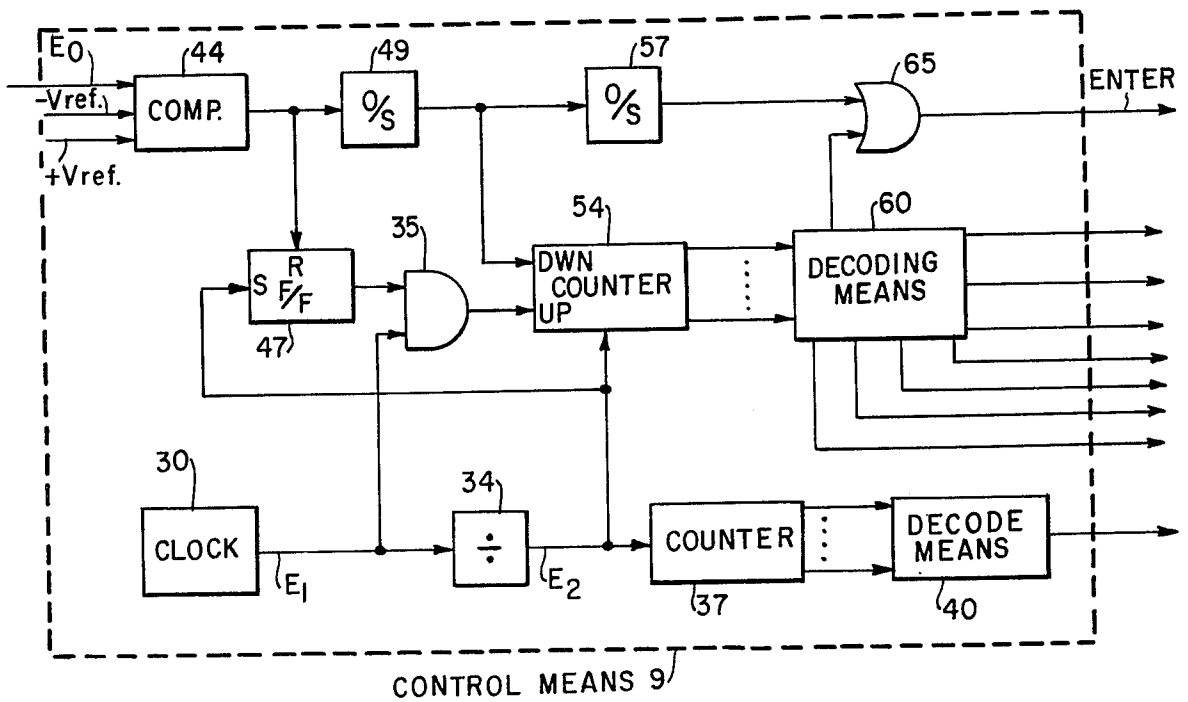 E0
44
49
57
65
-Vref.
COMP.
O/S
O/S
ENTER
+Vref.
35
54
60
S
R
F/F
DWN
COUNTER
UP
DECODING
MEANS
47
30
34
CLOCK
÷
COUNTER
DECODE
MEANS
E1
E2
37
40
CONTROL MEANS 9